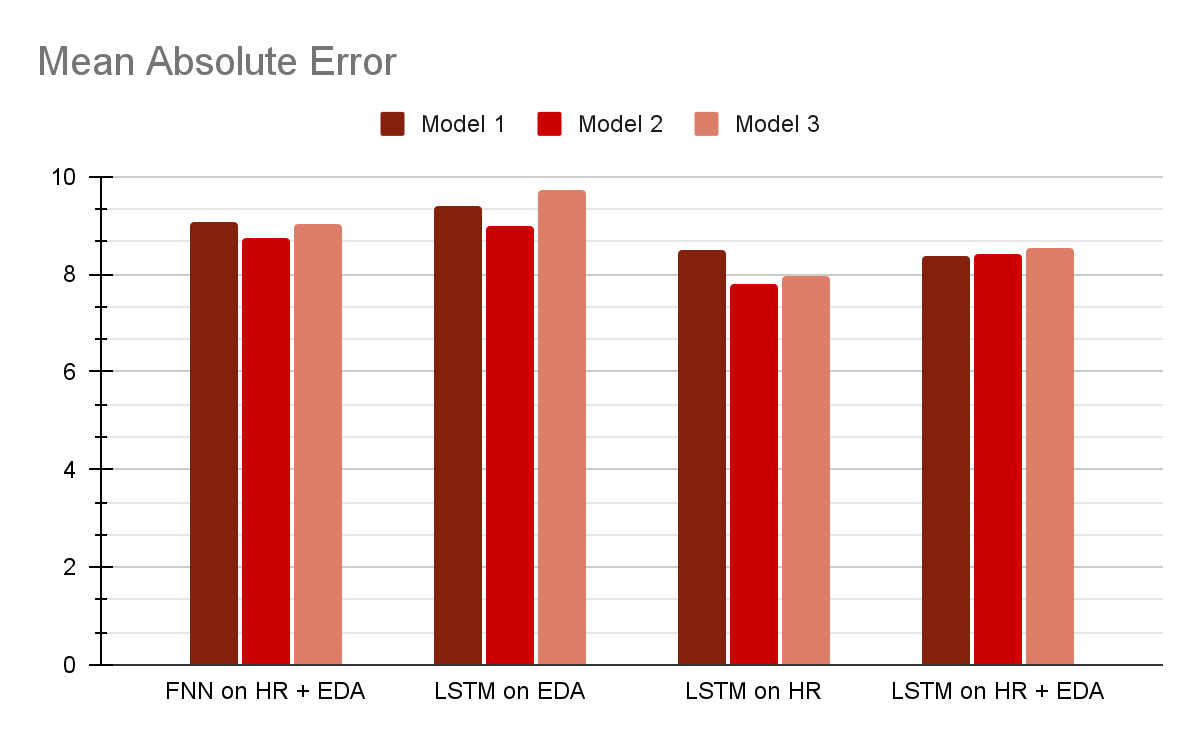 Mean Absolute Error
Model 1 Model 2 Model 3
10
8
6
4
2
0
FNN on HR + EDA LSTM on EDA LSTM on HR LSTM on HR + EDA